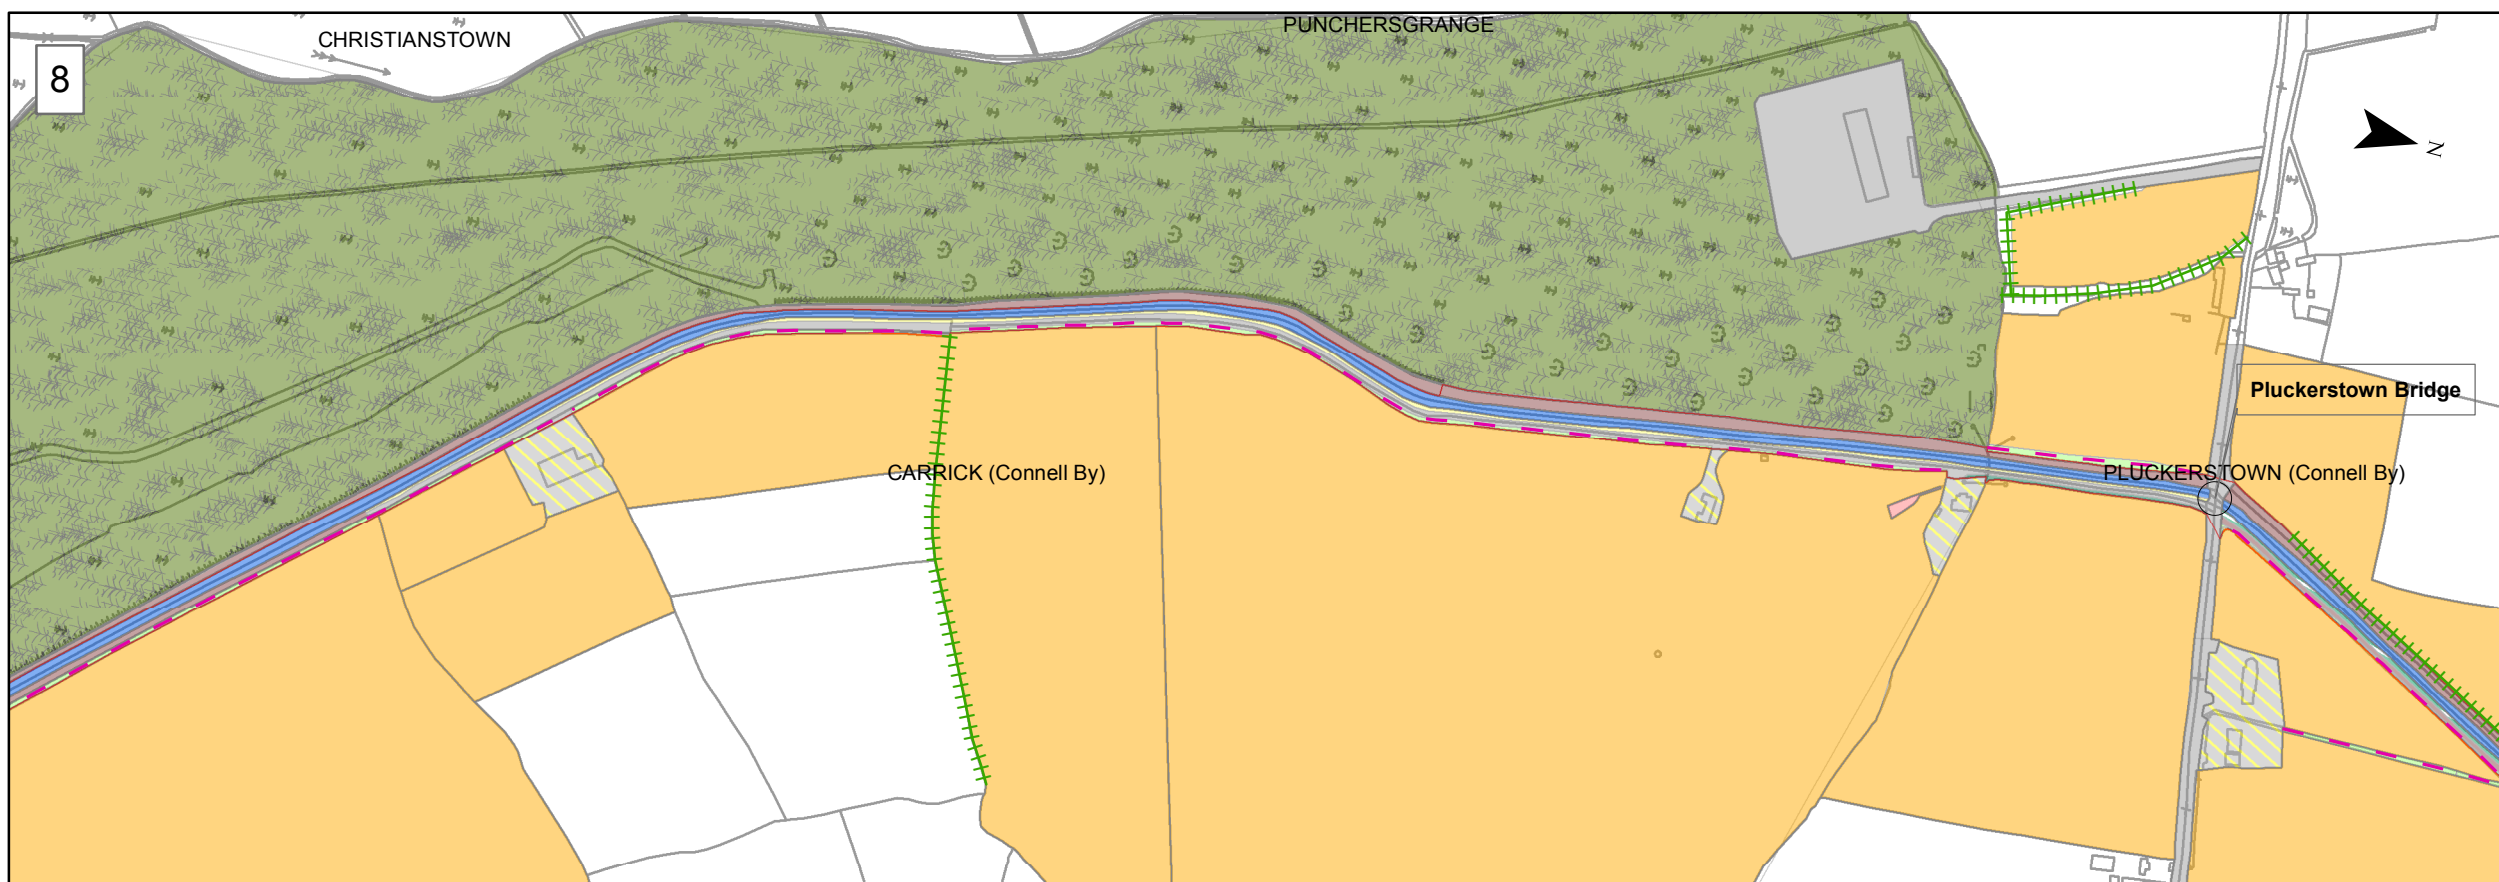 PUNCHERSGRANGE
CHRISTIANSTOWN
8
N
Pluckerstown Bridge
CARRICK (Connell By)
PLUCKERSTOWN (Connell By)